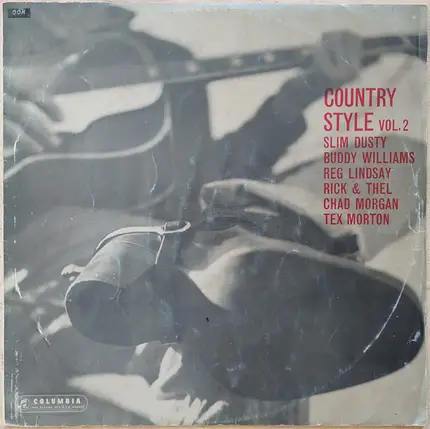 COUNTRY
STYLE VOL.2
SLIM DUSTY
BUDDY WILLIAMS
REG LINDSAY
RICK & THEL
CHAD MORGAN
TEX MORTON
COLUMBIA